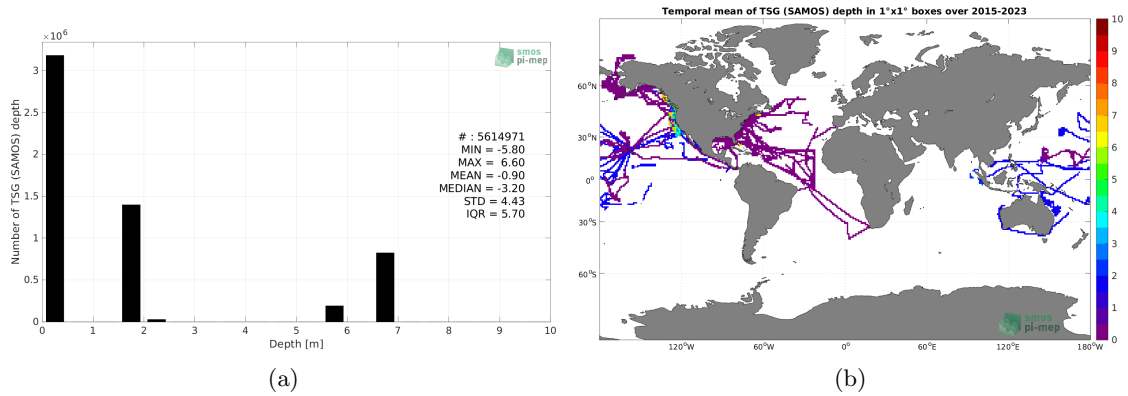 ×10⁶
3
2.5
2
1.5
1
0.5
0
Number of TSG (SAMOS) depth
smos
pi-mep
# : 5614971
MIN = -5.80
MAX = 6.60
MEAN = -0.90
MEDIAN = -3.20
STD = 4.43
IQR = 5.70
0 1 2 3 4 5 6 7 8 9 10
Depth [m]
(a)
Temporal mean of TSG (SAMOS) depth in 1°x1° boxes over 2015-2023
60°N
30°N
0°
30°S
60°S
smos
pi-mep
120°W 60°W 0° 60°E 120°E 180°W
10
9
8
7
6
5
4
3
2
1
0
(b)